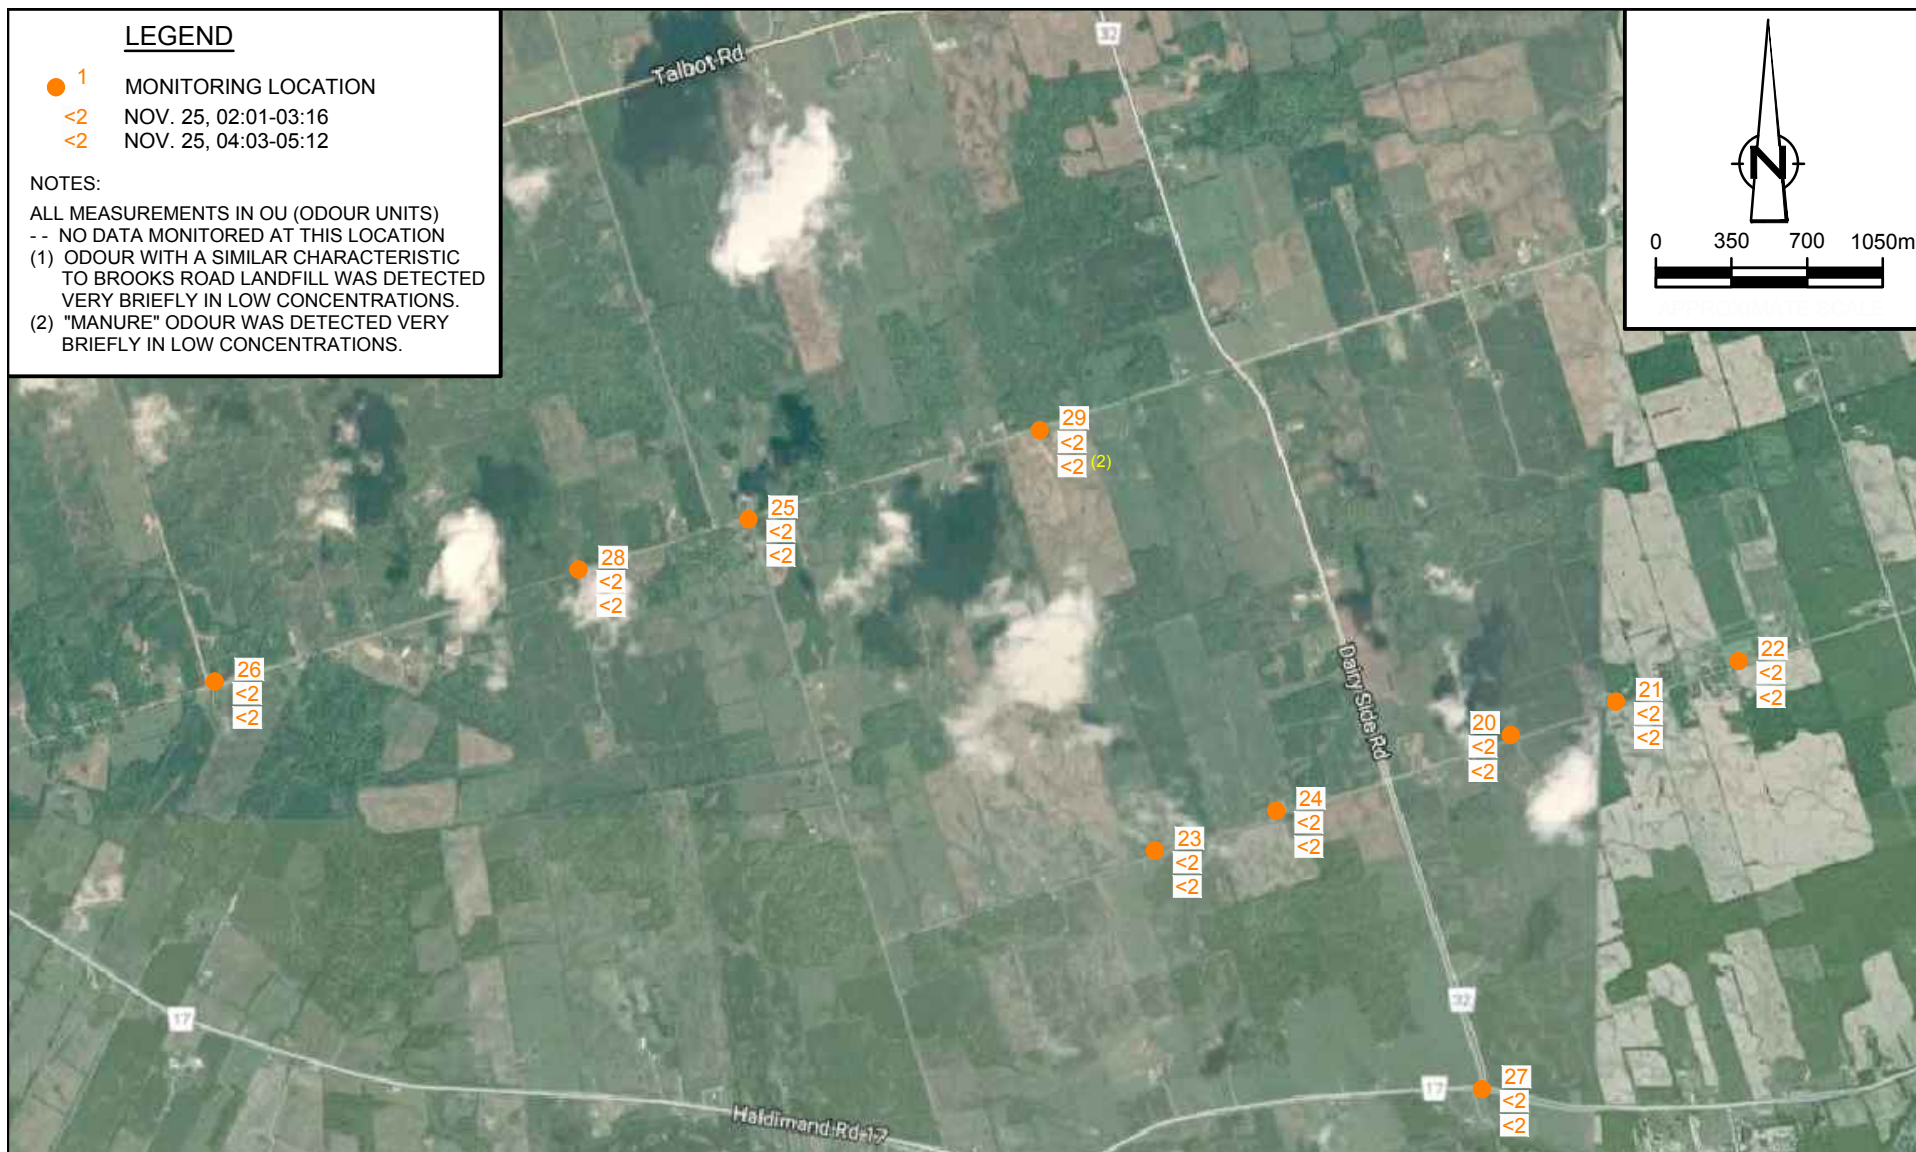 LEGEND
1 MONITORING LOCATION
<2 NOV. 25, 02:01-03:16
<2 NOV. 25, 04:03-05:12
NOTES:
ALL MEASUREMENTS IN OU (ODOUR UNITS)
- - NO DATA MONITORED AT THIS LOCATION
(1) ODOUR WITH A SIMILAR CHARACTERISTIC
TO BROOKS ROAD LANDFILL WAS DETECTED
VERY BRIEFLY IN LOW CONCENTRATIONS.
(2) "MANURE" ODOUR WAS DETECTED VERY
BRIEFLY IN LOW CONCENTRATIONS.
Talbot Rd
32
N
0 350 700 1050m
APPROXIMATE SCALE
29
<2
<2 (2)
25
<2
<2
28
<2
<2
26
<2
<2
22
<2
<2
21
<2
<2
20
<2
<2
Dairy Side Rd
24
<2
<2
23
<2
<2
32
17
27
<2
<2
17
Haldimand Rd 17